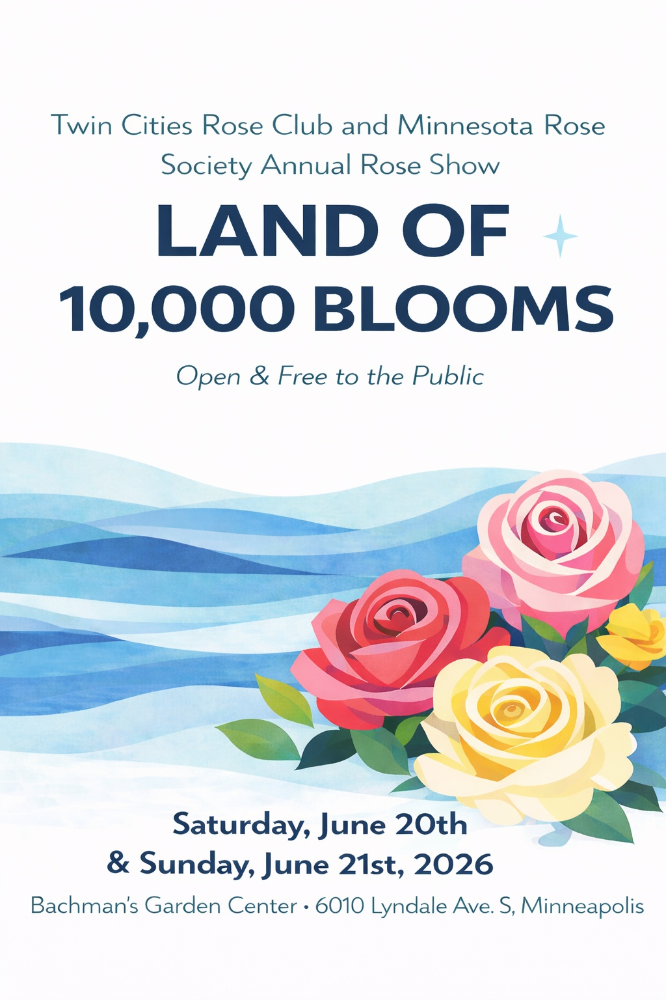 Twin Cities Rose Club and Minnesota Rose
Society Annual Rose Show
LAND OF
10,000 BLOOMS
Open & Free to the Public
Saturday, June 20th
& Sunday, June 21st, 2026
Bachman's Garden Center • 6010 Lyndale Ave. S, Minneapolis